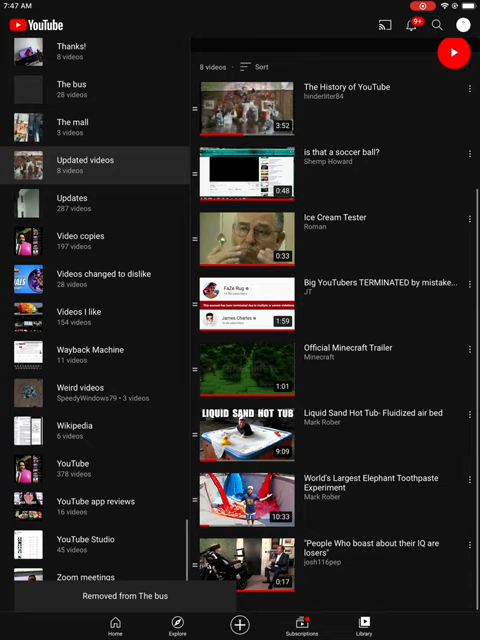 7:47 AM
YouTube
9+
Thanks!
8 videos
The bus
28 videos
The mall
3 videos
Updated videos
8 videos
Updates
287 videos
Video copies
197 videos
Videos changed to dislike
28 videos
Videos I like
154 videos
Wayback Machine
11 videos
Weird videos
SpeedyWindows79 • 3 videos
Wikipedia
6 videos
YouTube
378 videos
YouTube app reviews
16 videos
YouTube Studio
45 videos
Zoom meetings
Removed from The bus
8 videos
Sort
The History of YouTube
hinderliter84
3:52
is that a soccer ball?
Shemp Howard
0:48
Ice Cream Tester
Roman
0:33
Big YouTubers TERMINATED by mistake...
JT
FaZe Rug
James Charles
1:59
Official Minecraft Trailer
Minecraft
1:01
Liquid Sand Hot Tub- Fluidized air bed
Mark Rober
LIQUID SAND HOT TUB
9:09
World's Largest Elephant Toothpaste
Experiment
Mark Rober
10:33
"People Who boast about their IQ are
losers"
josh116pep
0:17
Home
Explore
Subscriptions
Library